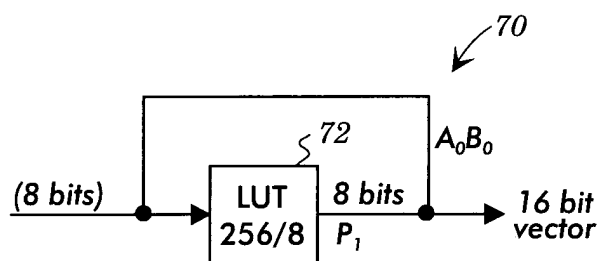 70
72
A₀B₀
(8 bits)
LUT
256/8
8 bits
P₁
16 bit
vector